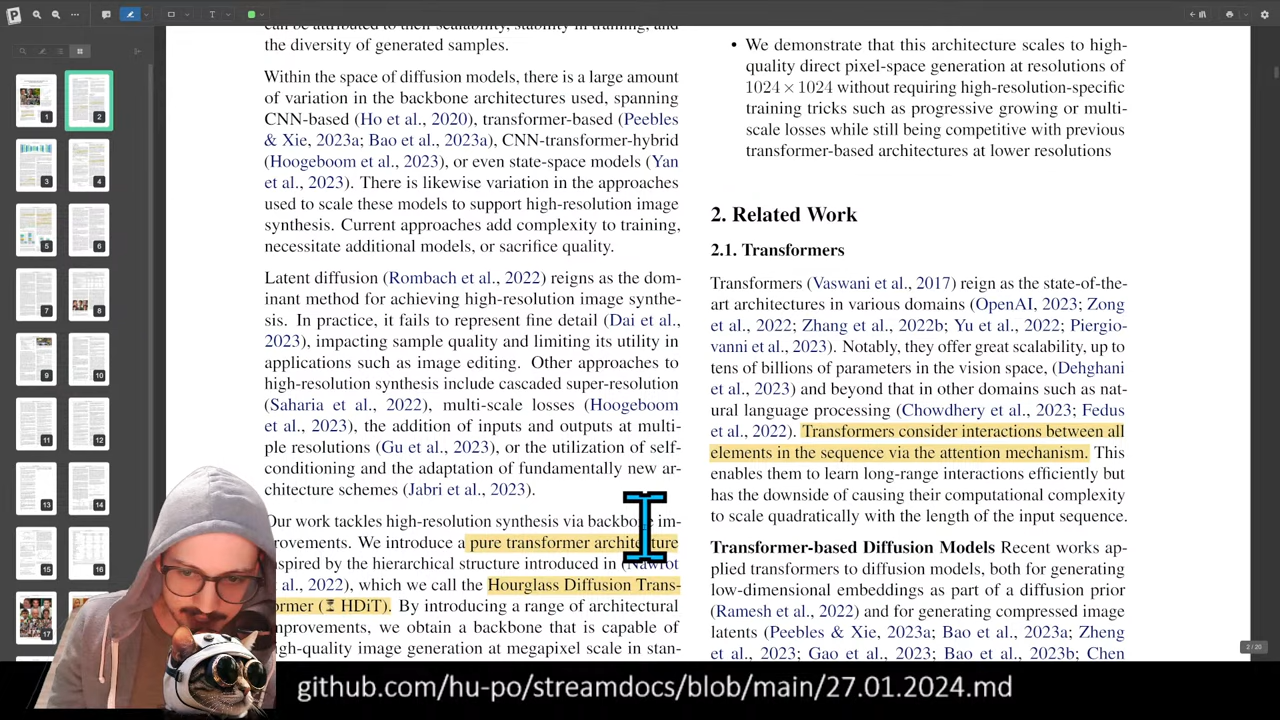 can be attributed to their scalability, stability in training, and
the diversity of generated samples.
Within the space of diffusion models, there is a large amount
of variation in the backbone architectures used, spanning
CNN-based (Ho et al., 2020), transformer-based (Peebles
& Xie, 2023a; Bao et al., 2023a), CNN-transformer-hybrid
(Hoogeboom et al., 2023), or even state-space models (Yan
et al., 2023). There is likewise variation in the approaches
used to scale these models to support high-resolution image
synthesis. Current approaches add complexity to training,
necessitate additional models, or sacrifice quality.
Latent diffusion (Rombach et al., 2022) reigns as the dom-
inant method for achieving high-resolution image synthe-
sis. In practice, it fails to represent fine detail (Dai et al.,
2023), impacting sample quality and limiting its utility in
applications such as image editing. Other approaches to
high-resolution synthesis include cascaded super-resolution
(Saharia et al., 2022), multi-scale losses (Hoogeboom
et al., 2023), the addition of inputs and outputs at multi-
ple resolutions (Gu et al., 2023), or the utilization of self-
conditioning and the adaptation of fundamentally new ar-
chitecture schemes (Jabri et al., 2023).
Our work tackles high-resolution synthesis via backbone im-
provements. We introduce a pure transformer architecture
inspired by the hierarchical structure introduced in (Nawrot
et al., 2022), which we call the Hourglass Diffusion Trans-
former (⧗ HDiT). By introducing a range of architectural
improvements, we obtain a backbone that is capable of
high-quality image generation at megapixel scale in stan-
• We demonstrate that this architecture scales to high-
quality direct pixel-space generation at resolutions of
1024 × 1024 without requiring high-resolution-specific
training tricks such as progressive growing or multi-
scale losses while still being competitive with previous
transformer-based architectures at lower resolutions
2. Related Work
2.1. Transformers
Transformers (Vaswani et al., 2017) reign as the state-of-the-
art architectures in various domains (OpenAI, 2023; Zong
et al., 2022; Zhang et al., 2022b; Yu et al., 2022; Piergio-
vanni et al., 2023). Notably, they offer great scalability, up to
tens of billions of parameters in the vision space, (Dehghani
et al., 2023) and beyond that in other domains such as nat-
ural language processing (Chowdhery et al., 2023; Fedus
et al., 2022). Transformers consider interactions between all
elements in the sequence via the attention mechanism. This
enables them to learn long-range interactions efficiently but
has the downside of causing their computational complexity
to scale quadratically with the length of the input sequence.
Transformer-based Diffusion Models Recent works ap-
plied transformers to diffusion models, both for generating
low-dimensional embeddings as part of a diffusion prior
(Ramesh et al., 2022) and for generating compressed image
latents (Peebles & Xie, 2023a; Bao et al., 2023a; Zheng
et al., 2023; Gao et al., 2023; Bao et al., 2023b; Chen
1
2
3
4
5
6
7
8
9
10
11
12
13
14
15
16
17
2 / 20
github.com/hu-po/streamdocs/blob/main/27.01.2024.md